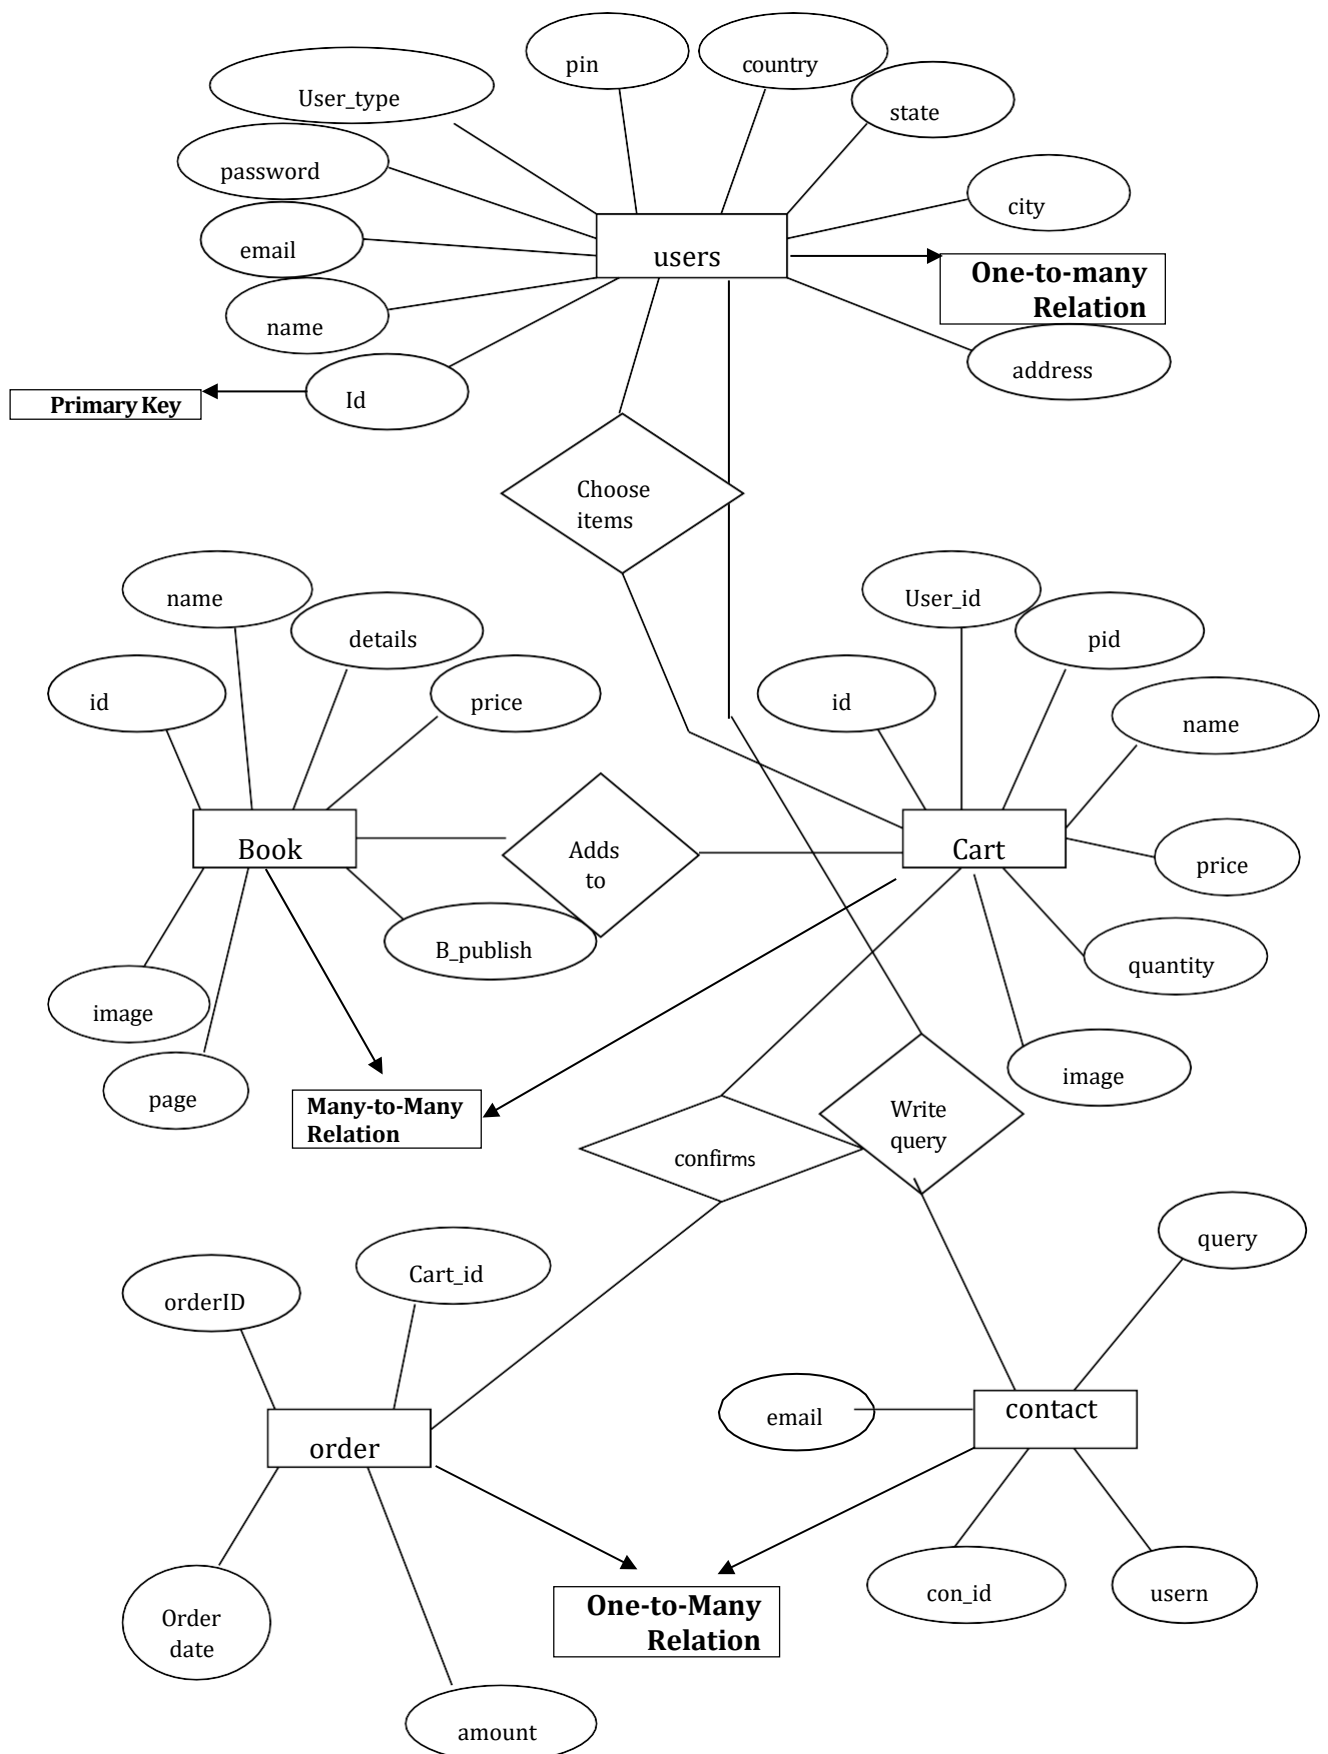 pin
country
User_type
state
password
city
email
users
One-to-many
Relation
name
address
Id
Primary Key
Choose
items
name
User_id
details
pid
id
price
id
name
Book
Adds
to
Cart
price
B_publish
quantity
image
image
page
Many-to-Many
Relation
Write
query
confirms
query
Cart_id
orderID
email
contact
order
con_id
usern
One-to-Many
Relation
Order
date
amount